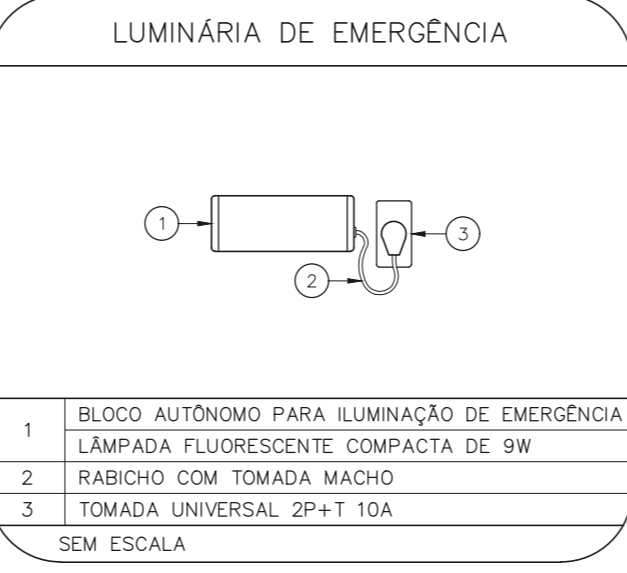 LUMINÁRIA DE EMERGÊNCIA
1
3
2
1 BLOCO AUTÔNOMO PARA ILUMINAÇÃO DE EMERGÊNCIA
LÂMPADA FLUORESCENTE COMPACTA DE 9W
2 RABICHO COM TOMADA MACHO
3 TOMADA UNIVERSAL 2P+T 10A
SEM ESCALA